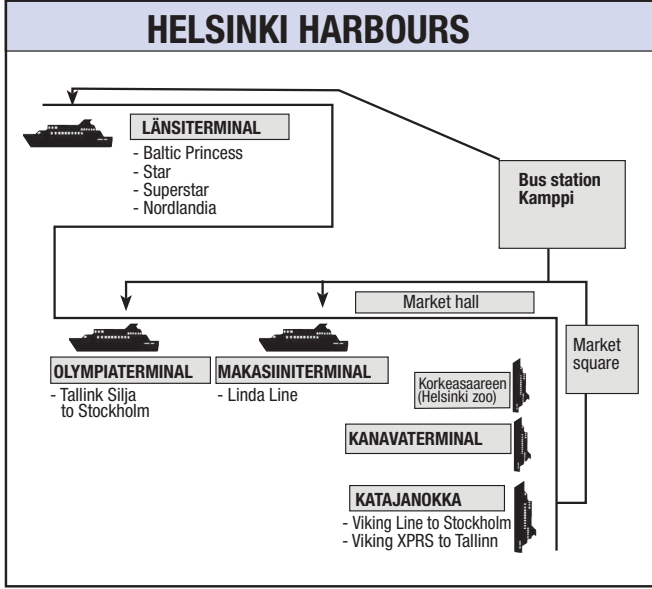 HELSINKI HARBOURS
LÄNSITERMINAL
- Baltic Princess
- Star
- Superstar
- Nordlandia
Bus station
Kamppi
Market hall
Market
square
OLYMPIATERMINAL
- Tallink Silja
to Stockholm
MAKASIINITERMINAL
- Linda Line
Korkeasaareen
(Helsinki zoo)
KANAVATERMINAL
KATAJANOKKA
- Viking Line to Stockholm
- Viking XPRS to Tallinn